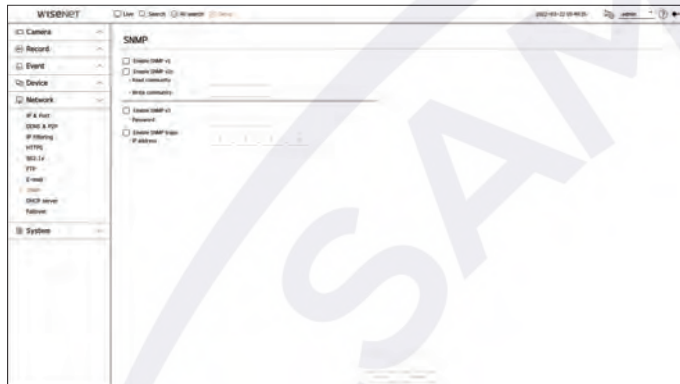 WISENET
Live Search AI search Setup
admin
Camera
Record
Event
Device
Network
IP & Port
DDNS & P2P
IP filtering
HTTPS
802.1x
FTP
E-mail
SNMP
DHCP server
Failover
System
SNMP
Enable SNMP v1
Enable SNMP v2c
- Read community
- Write community
Enable SNMP v3
- Password
Enable SNMP traps
- IP address
SAM